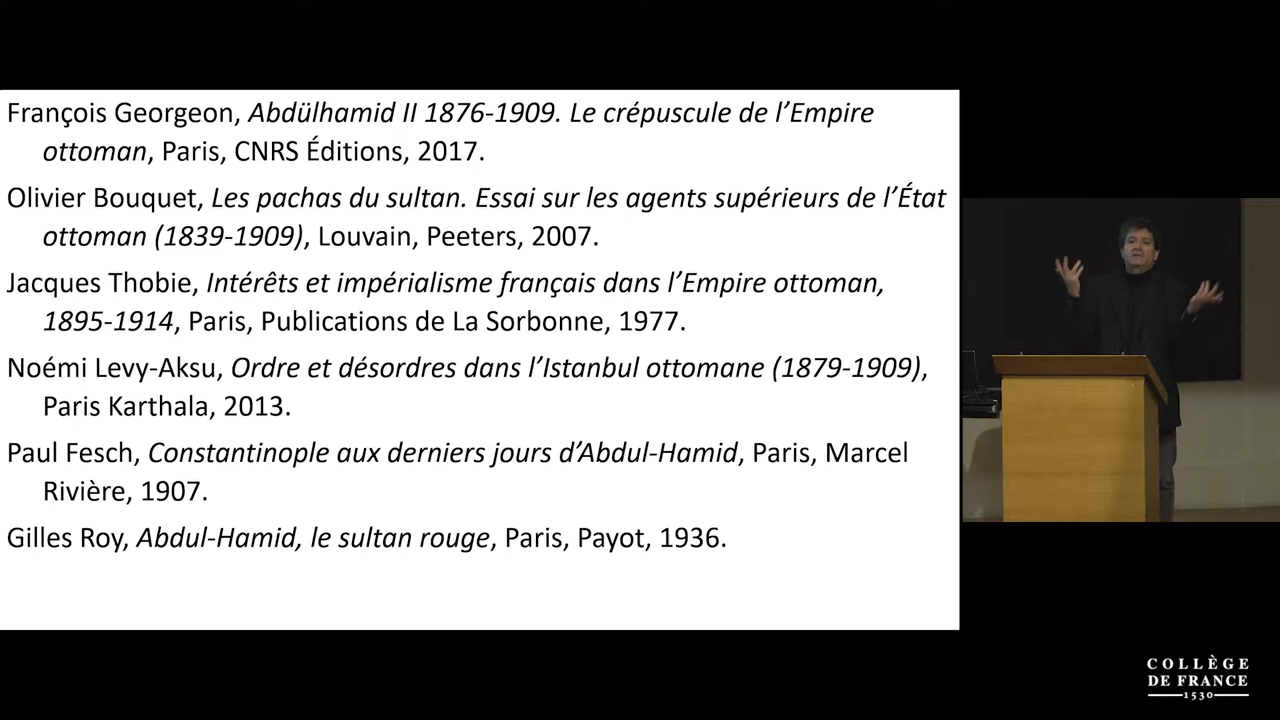 François Georgeon, Abdülhamid II 1876-1909. Le crépuscule de l’Empire
ottoman, Paris, CNRS Éditions, 2017.
Olivier Bouquet, Les pachas du sultan. Essai sur les agents supérieurs de l’État
ottoman (1839-1909), Louvain, Peeters, 2007.
Jacques Thobie, Intérêts et impérialisme français dans l’Empire ottoman,
1895-1914, Paris, Publications de La Sorbonne, 1977.
Noémi Levy-Aksu, Ordre et désordres dans l’Istanbul ottomane (1879-1909),
Paris Karthala, 2013.
Paul Fesch, Constantinople aux derniers jours d’Abdul-Hamid, Paris, Marcel
Rivière, 1907.
Gilles Roy, Abdul-Hamid, le sultan rouge, Paris, Payot, 1936.
COLLÈGE
DE FRANCE
1530